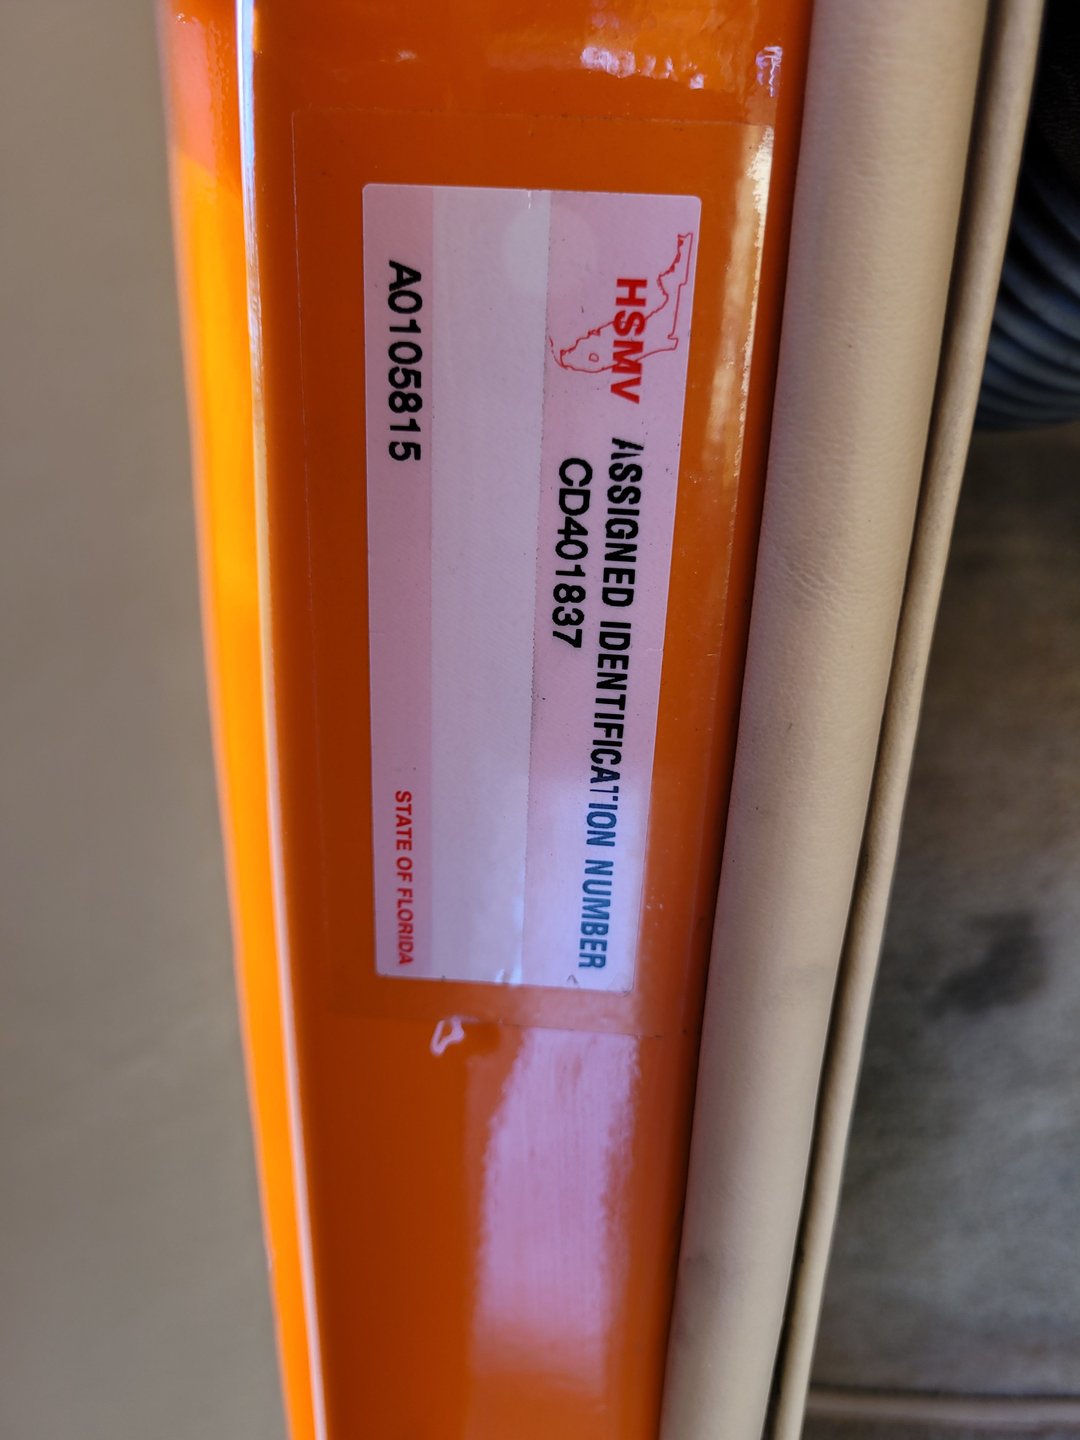 HSMV ASSIGNED IDENTIFICATION NUMBER
CD401837
A0105815
STATE OF FLORIDA